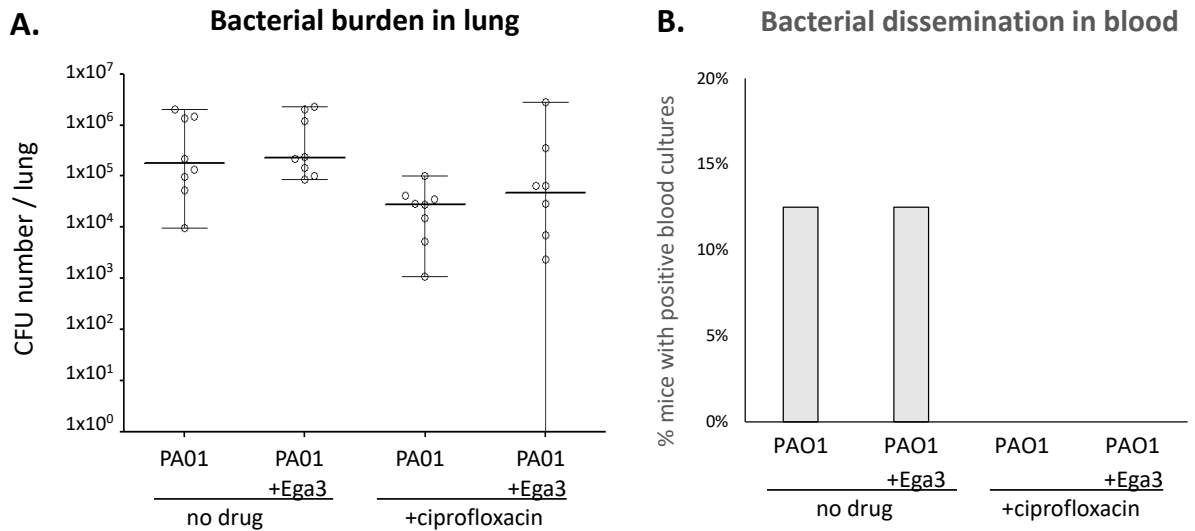 A.
Bacterial burden in lung
CFU number / lung
1x10⁷
1x10⁶
1x10⁵
1x10⁴
1x10³
1x10²
1x10¹
1x10⁰
PA01
PA01
+Ega3
PA01
PA01
+Ega3
no drug
+ciprofloxacin
B.
Bacterial dissemination in blood
% mice with positive blood cultures
20%
15%
10%
5%
0%
PAO1
PAO1
+Ega3
PAO1
PAO1
+Ega3
no drug
+ciprofloxacin